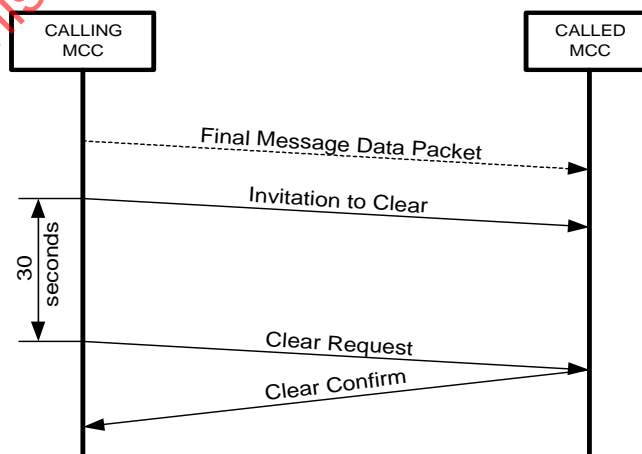 CALLING
MCC
CALLED
MCC
Final Message Data Packet
Invitation to Clear
30
seconds
Clear Request
Clear Confirm